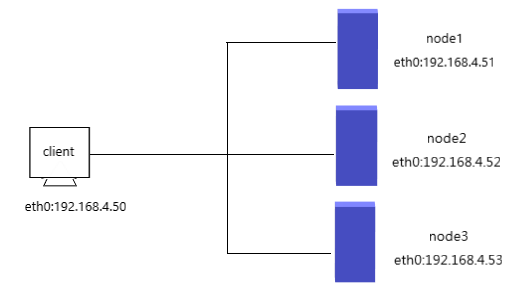 node1
eth0:192.168.4.51
client
node2
eth0:192.168.4.52
eth0:192.168.4.50
node3
eth0:192.168.4.53